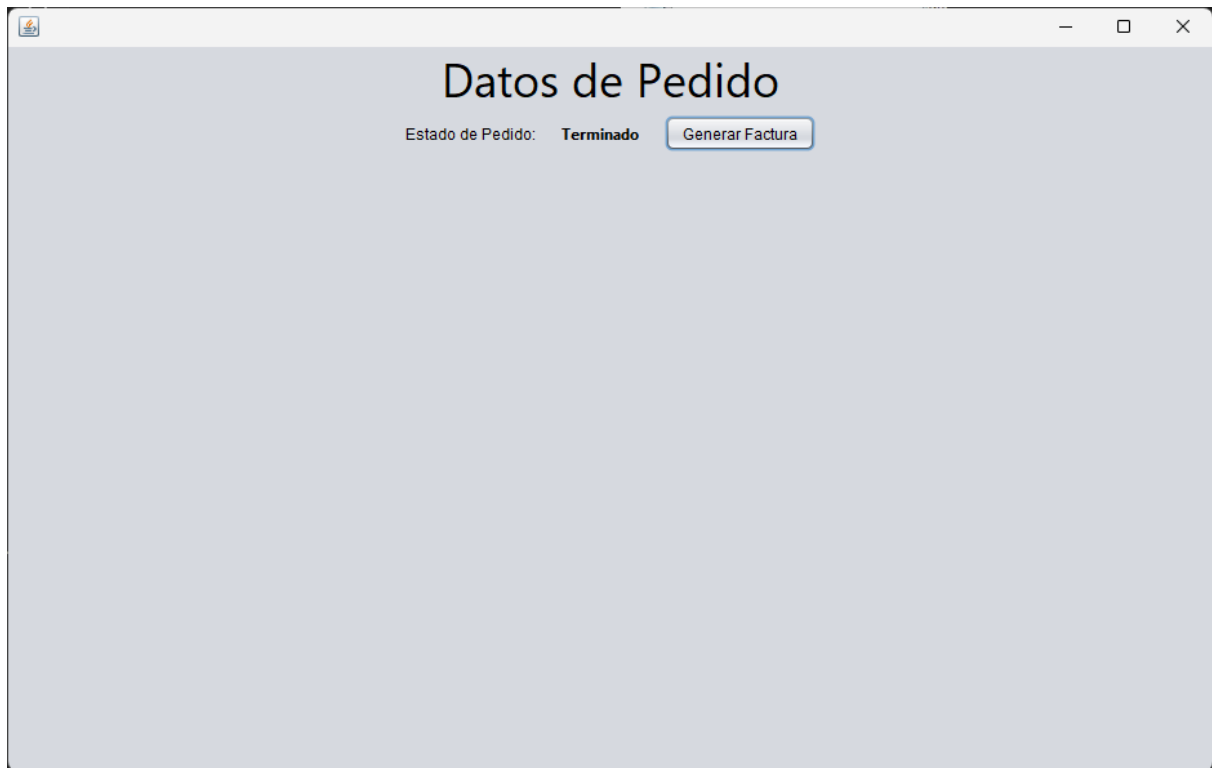 Datos de Pedido
Estado de Pedido: Terminado Generar Factura